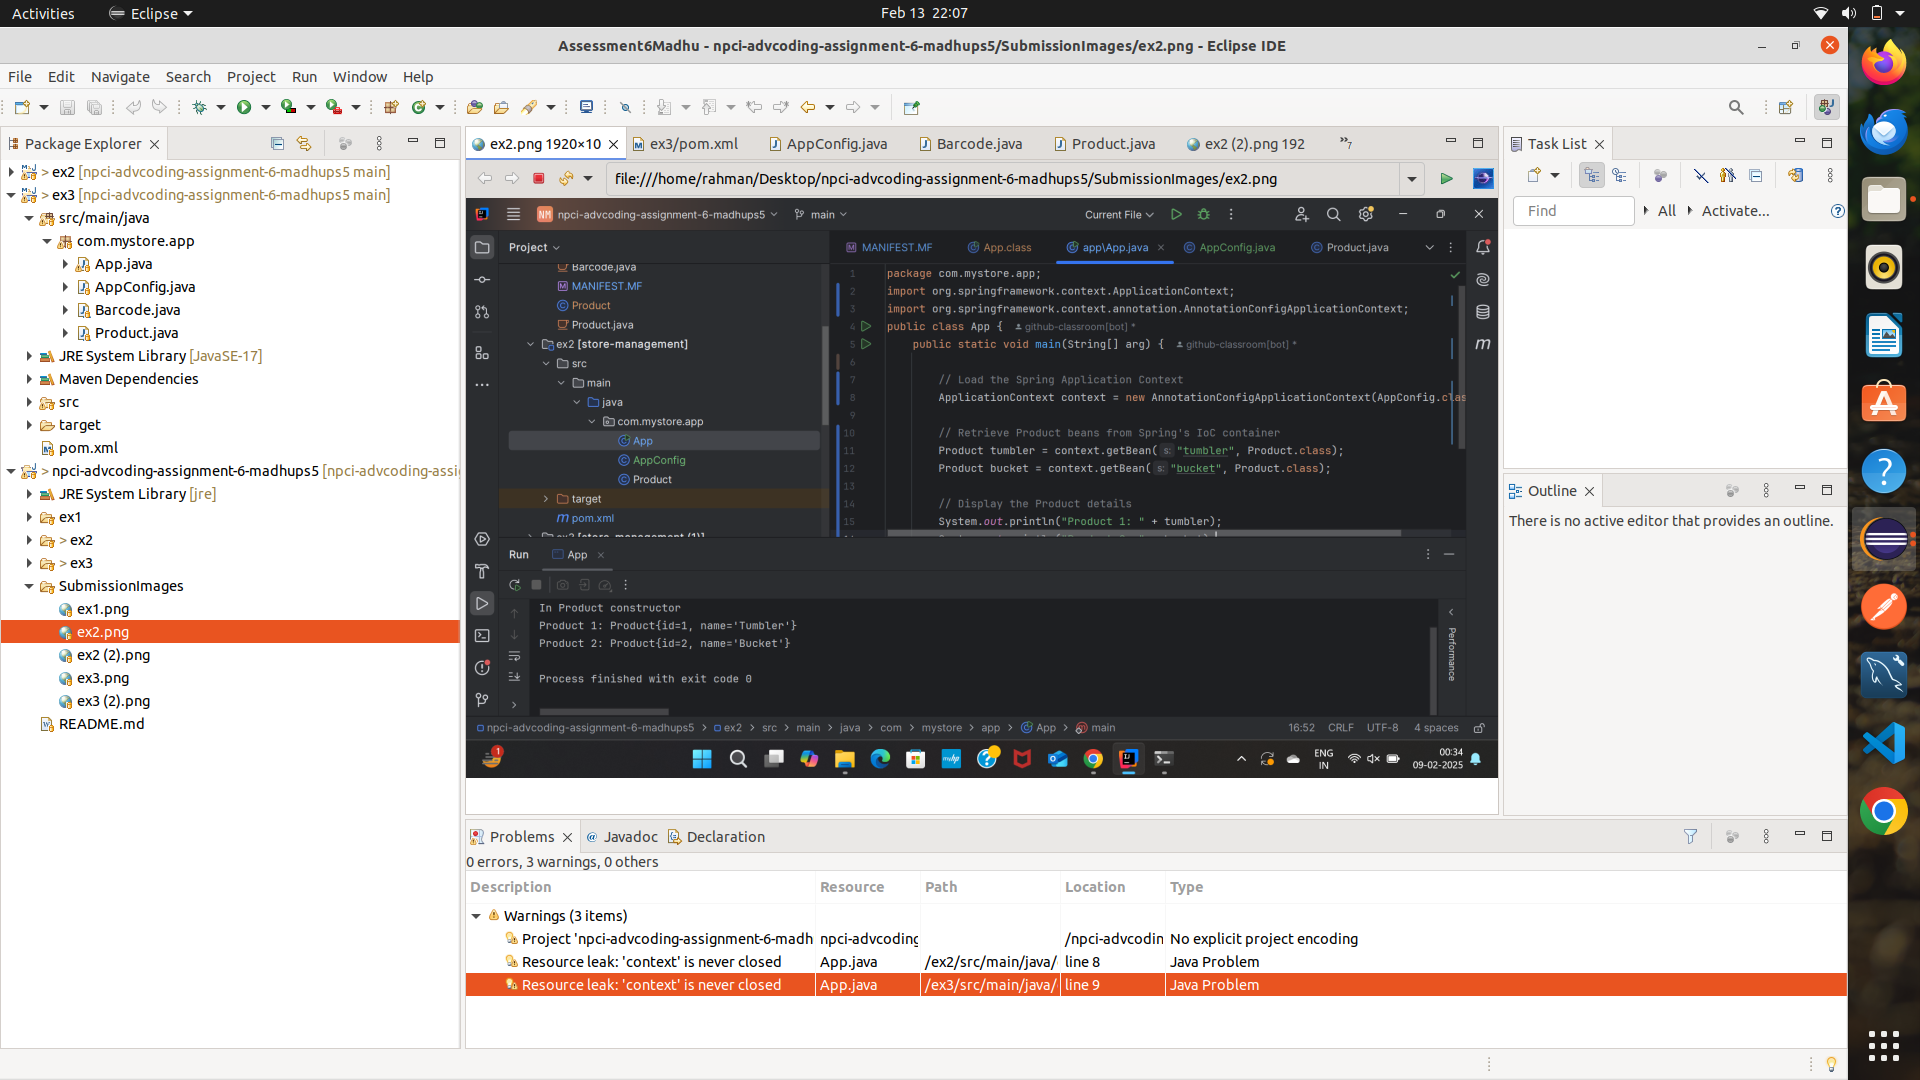 Activities
Eclipse
Feb 13 22:07
Assessment6Madhu - npci-advcoding-assignment-6-madhups5/SubmissionImages/ex2.png - Eclipse IDE
File Edit Navigate Search Project Run Window Help
Package Explorer
> ex2 [npci-advcoding-assignment-6-madhups5 main]
> ex3 [npci-advcoding-assignment-6-madhups5 main]
src/main/java
com.mystore.app
App.java
AppConfig.java
Barcode.java
Product.java
JRE System Library [JavaSE-17]
Maven Dependencies
src
target
pom.xml
> npci-advcoding-assignment-6-madhups5 [npci-advcoding-assi
JRE System Library [jre]
ex1
> ex2
> ex3
SubmissionImages
ex1.png
ex2.png
ex2 (2).png
ex3.png
ex3 (2).png
README.md
ex2.png 1920×10 ex3/pom.xml AppConfig.java Barcode.java Product.java ex2 (2).png 192 »7
file:///home/rahman/Desktop/npci-advcoding-assignment-6-madhups5/SubmissionImages/ex2.png
NM npci-advcoding-assignment-6-madhups5 main Current File
Project
Barcode.java
MANIFEST.MF
Product
Product.java
ex2 [store-management]
src
main
java
com.mystore.app
App
AppConfig
Product
target
pom.xml
MANIFEST.MF App.class app\App.java AppConfig.java Product.java
1 package com.mystore.app;
2 import org.springframework.context.ApplicationContext;
3 import org.springframework.context.annotation.AnnotationConfigApplicationContext;
4 public class App { github-classroom[bot] *
5 public static void main(String[] arg) { github-classroom[bot] *
6
7 // Load the Spring Application Context
8 ApplicationContext context = new AnnotationConfigApplicationContext(AppConfig.clas
9
10 // Retrieve Product beans from Spring's IoC container
11 Product tumbler = context.getBean( s: "tumbler", Product.class);
12 Product bucket = context.getBean( s: "bucket", Product.class);
13
14 // Display the Product details
15 System.out.println("Product 1: " + tumbler);
Run App
In Product constructor
Product 1: Product{id=1, name='Tumbler'}
Product 2: Product{id=2, name='Bucket'}
Process finished with exit code 0
Performance
npci-advcoding-assignment-6-madhups5 > ex2 > src > main > java > com > mystore > app > App > main 16:52 CRLF UTF-8 4 spaces
1
ENG
IN
00:34
09-02-2025
Task List
Find
All
Activate...
Outline
There is no active editor that provides an outline.
Problems Javadoc Declaration
0 errors, 3 warnings, 0 others
Description Resource Path Location Type
Warnings (3 items)
Project 'npci-advcoding-assignment-6-madh npci-advcoding /npci-advcodin No explicit project encoding
Resource leak: 'context' is never closed App.java /ex2/src/main/java/ line 8 Java Problem
Resource leak: 'context' is never closed App.java /ex3/src/main/java/ line 9 Java Problem